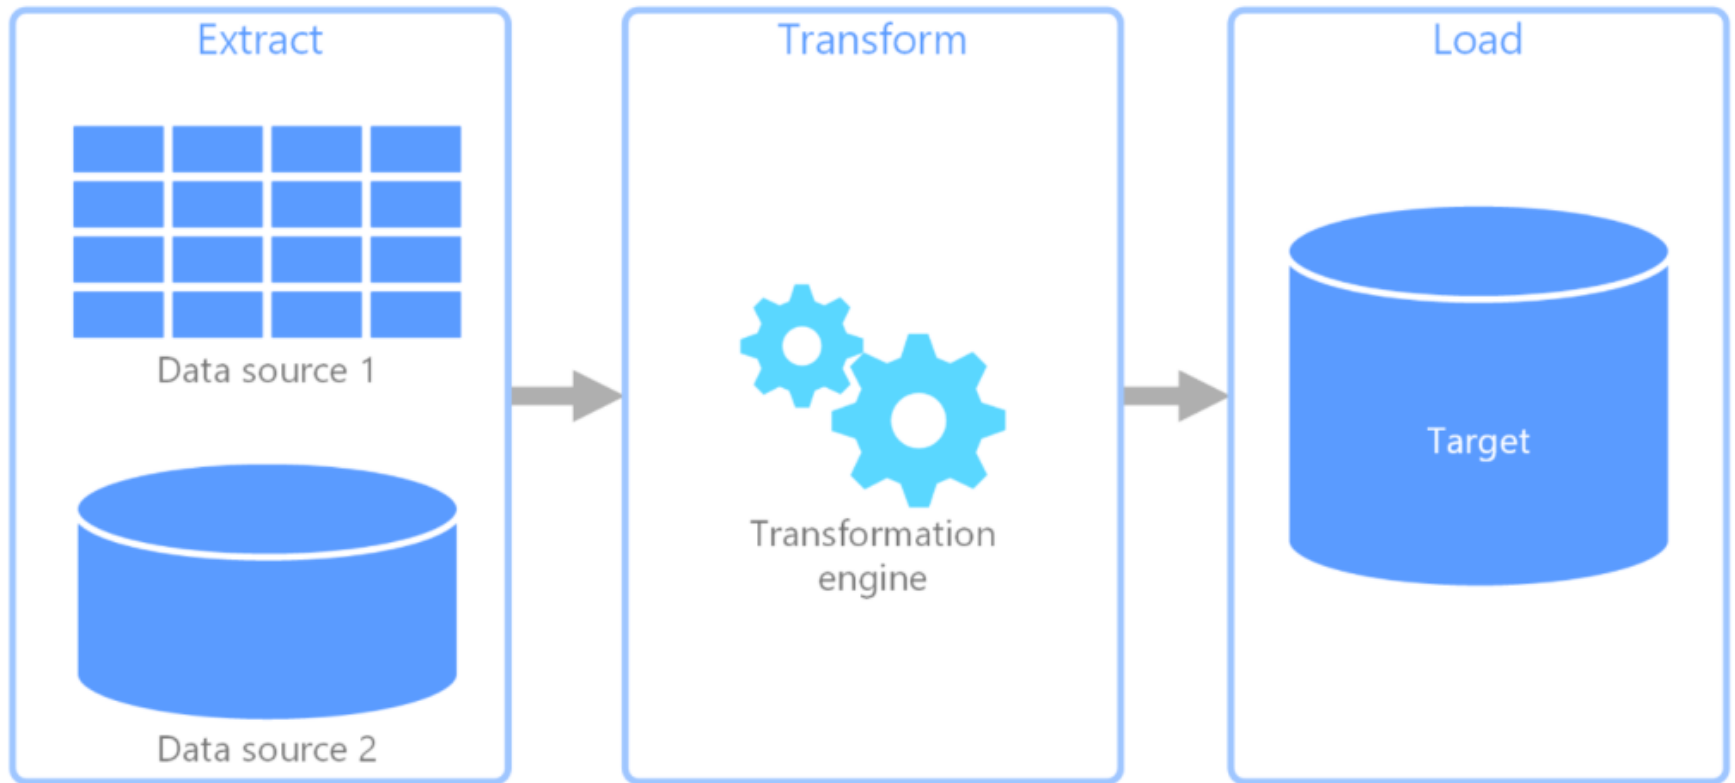 Extract
Data source 1
Data source 2
Transform
Transformation
engine
Load
Target